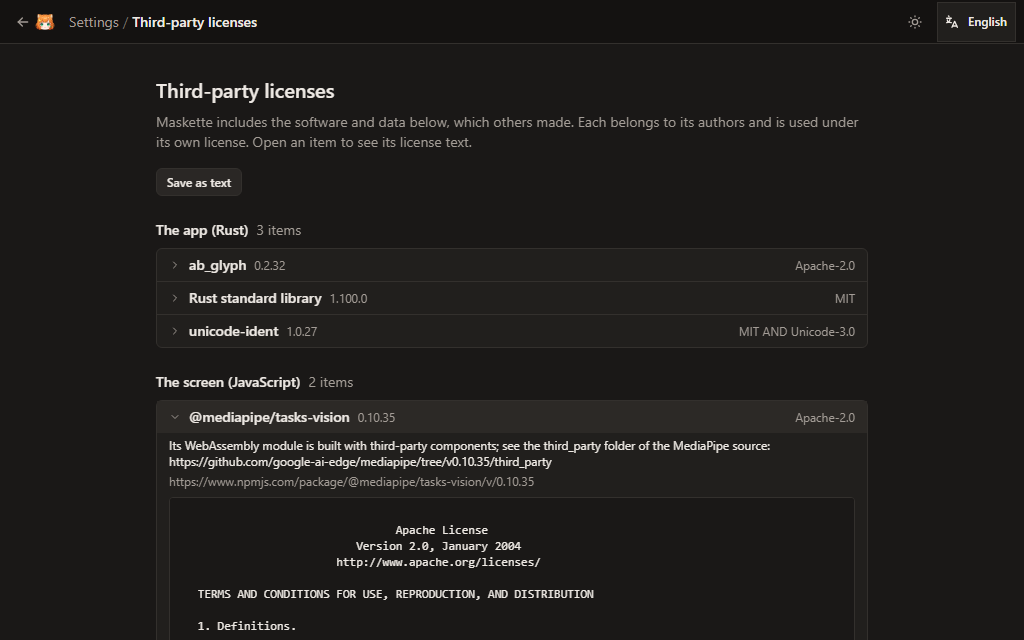 Settings / Third-party licenses
English
Third-party licenses
Maskette includes the software and data below, which others made. Each belongs to its authors and is used under
its own license. Open an item to see its license text.
Save as text
The app (Rust) 3 items
ab_glyph 0.2.32 Apache-2.0
Rust standard library 1.100.0 MIT
unicode-ident 1.0.27 MIT AND Unicode-3.0
The screen (JavaScript) 2 items
@mediapipe/tasks-vision 0.10.35 Apache-2.0
Its WebAssembly module is built with third-party components; see the third_party folder of the MediaPipe source:
https://github.com/google-ai-edge/mediapipe/tree/v0.10.35/third_party
https://www.npmjs.com/package/@mediapipe/tasks-vision/v/0.10.35
Apache License
Version 2.0, January 2004
http://www.apache.org/licenses/
TERMS AND CONDITIONS FOR USE, REPRODUCTION, AND DISTRIBUTION
1. Definitions.